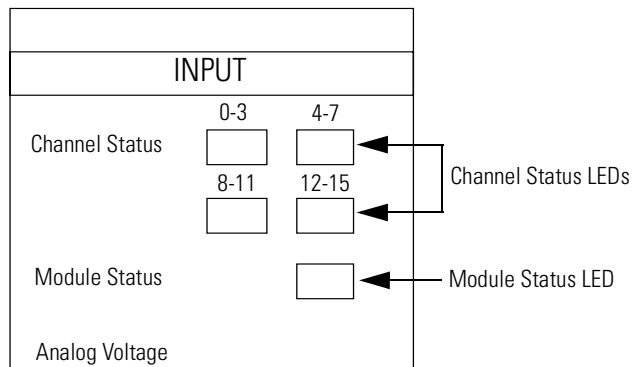 INPUT
0-3 4-7
Channel Status
8-11 12-15
Channel Status LEDs
Module Status
Module Status LED
Analog Voltage